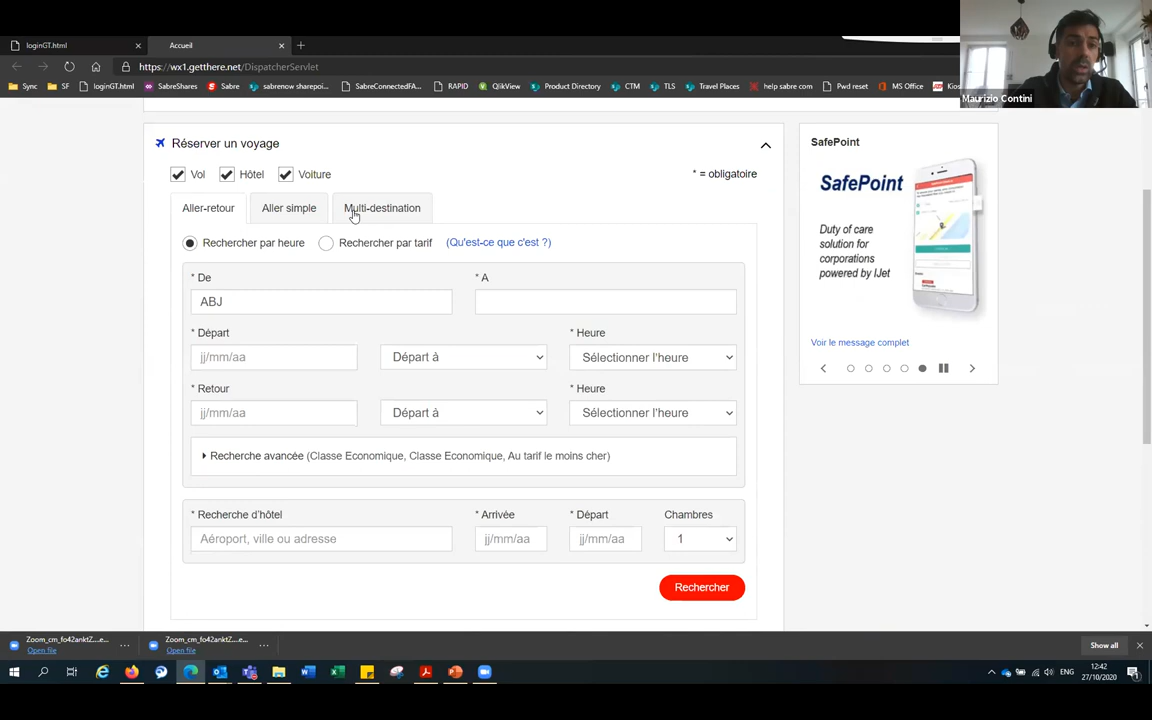 loginGT.html
Accueil
https://wx1.getthere.net/DispatcherServlet
Sync SF loginGT.html SabreShares Sabre sabrenow sharepoi... SabreConnectedFA... RAPID QlikView Product Directory CTM TLS Travel Places help sabre com Pwd reset MS Office
Maurizio Contini
Réserver un voyage
Vol Hôtel Voiture * = obligatoire
Aller-retour Aller simple Multi-destination
Rechercher par heure Rechercher par tarif (Qu'est-ce que c'est ?)
* De * A
ABJ
* Départ * Heure
jj/mm/aa Départ à Sélectionner l'heure
* Retour * Heure
jj/mm/aa Départ à Sélectionner l'heure
Recherche avancée (Classe Economique, Classe Economique, Au tarif le moins cher)
* Recherche d'hôtel * Arrivée * Départ Chambres
Aéroport, ville ou adresse jj/mm/aa jj/mm/aa 1
Rechercher
SafePoint
SafePoint
Duty of care
solution for
corporations
powered by IJet
Voir le message complet
Zoom_cm_fo42anktZ....e... Zoom_cm_fo42anktZ....e...
Open file Open file
Show all
ENG
12:42
27/10/2020